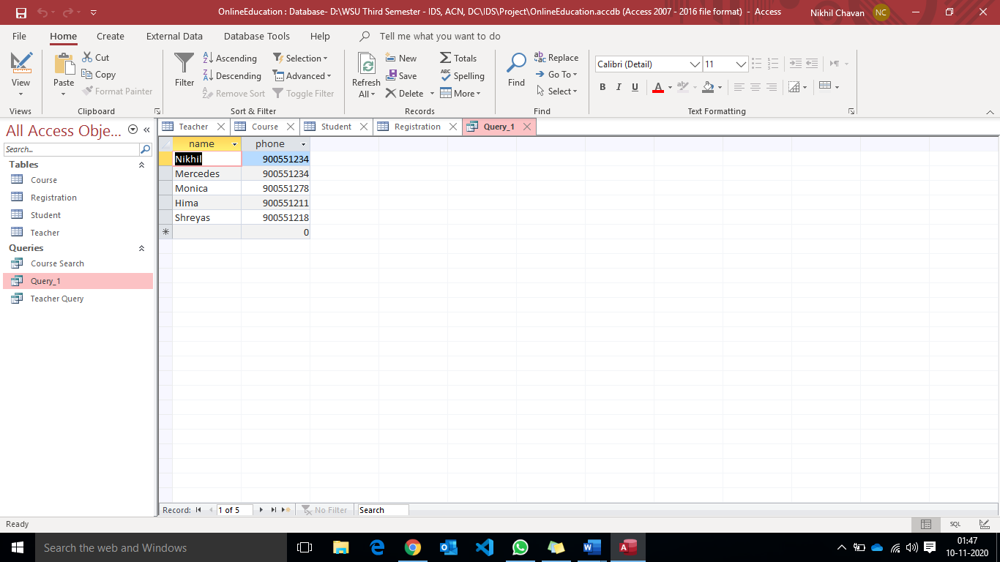 OnlineEducation : Database- D:\WSU Third Semester - IDS, ACN, DC\IDS\Project\OnlineEducation.accdb (Access 2007 - 2016 file format) - Access
Nikhil Chavan NC
File Home Create External Data Database Tools Help Tell me what you want to do
View
Views
Paste
Cut
Copy
Format Painter
Clipboard
Filter
Ascending
Descending
Remove Sort
Selection
Advanced
Toggle Filter
Sort & Filter
Refresh All
New
Save
Delete
Totals
Spelling
More
Records
Find
Replace
Go To
Select
Find
Calibri (Detail) 11
B I U A
Text Formatting
All Access Obje...
Search...
Tables
Course
Registration
Student
Teacher
Queries
Course Search
Query_1
Teacher Query
Teacher Course Student Registration Query_1
name phone
Nikhil 900551234
Mercedes 900551234
Monica 900551278
Hima 900551211
Shreyas 900551218
* 0
Record: 1 of 5 No Filter Search
Ready SQL
Search the web and Windows
01:47
10-11-2020